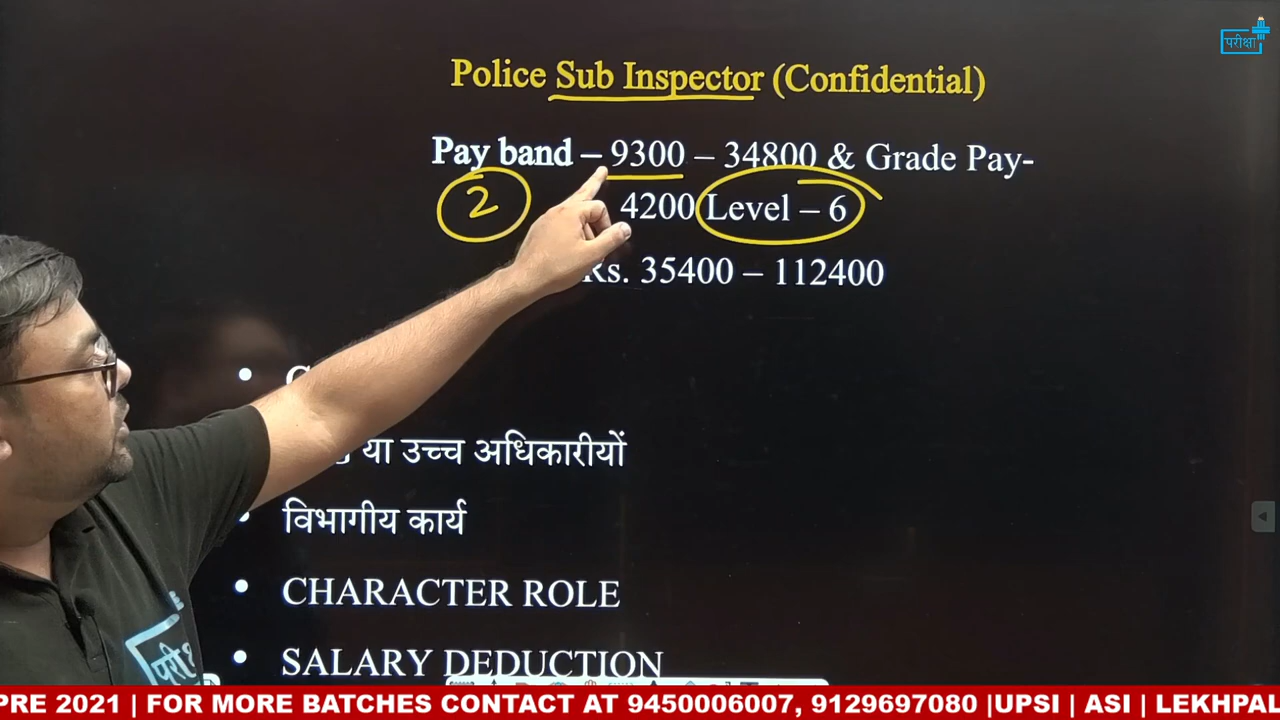 परीक्षा
Police Sub Inspector (Confidential)
Pay band – 9300 – 34800 & Grade Pay-
2
4200 Level – 6
Rs. 35400 – 112400
या उच्च अधिकारीयों
विभागीय कार्य
CHARACTER ROLE
SALARY DEDUCTION
PRE 2021 | FOR MORE BATCHES CONTACT AT 9450006007, 9129697080 |UPSI | ASI | LEKHPAL